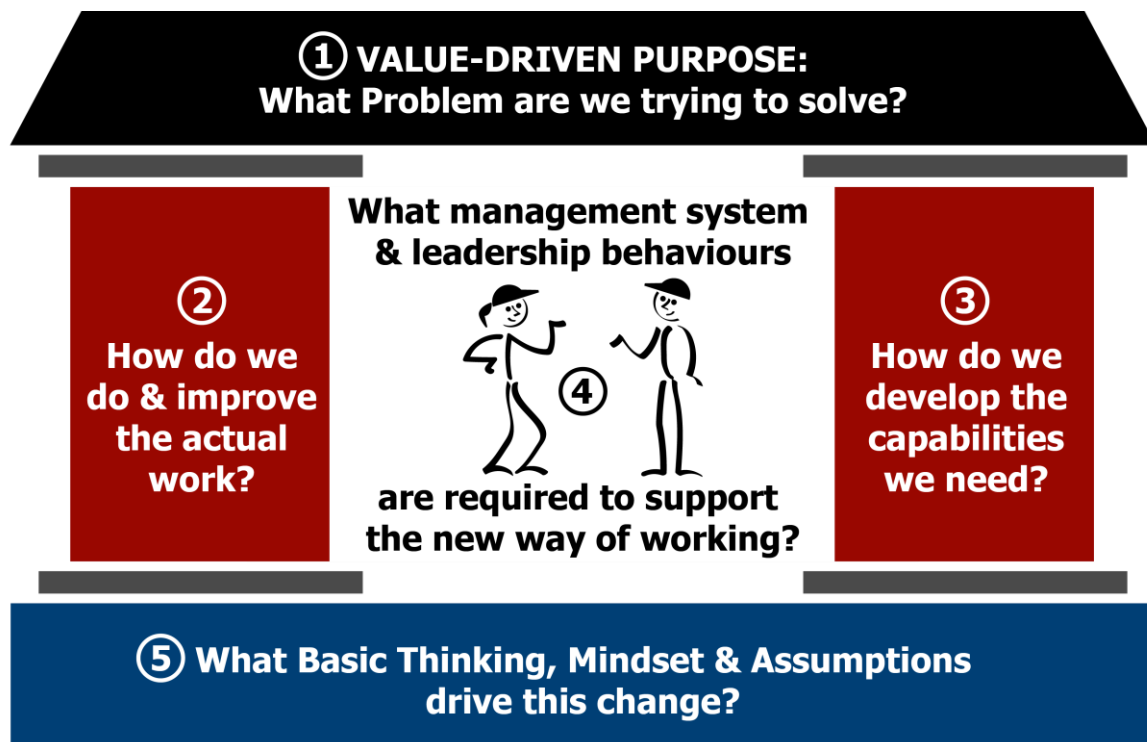 ① VALUE-DRIVEN PURPOSE:
What Problem are we trying to solve?
②
How do we
do & improve
the actual
work?
③
How do we
develop the
capabilities
we need?
What management system
& leadership behaviours
④
are required to support
the new way of working?
⑤ What Basic Thinking, Mindset & Assumptions
drive this change?